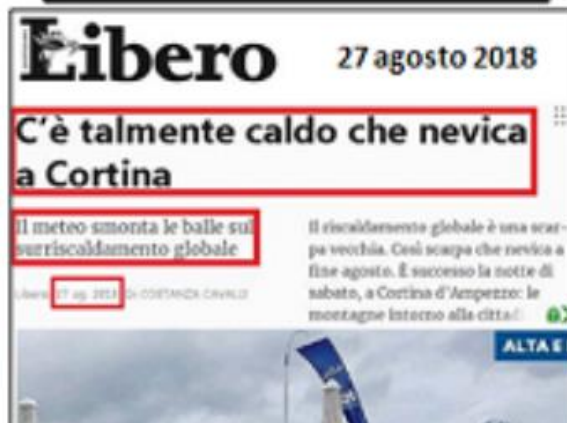 Libero
27 agosto 2018
C'è talmente caldo che nevica
a Cortina
Il meteo smonta le balle sul
surriscaldamento globale
Libero 27 ag. 2018 DI COSTANZA CAVALLI
Il riscaldamento globale è una scar-
pa vecchia. Così scarpa che nevica a
fine agosto. È successo la notte di
sabato, a Cortina d'Ampezzo: le
montagne intorno alla città
ALTA E